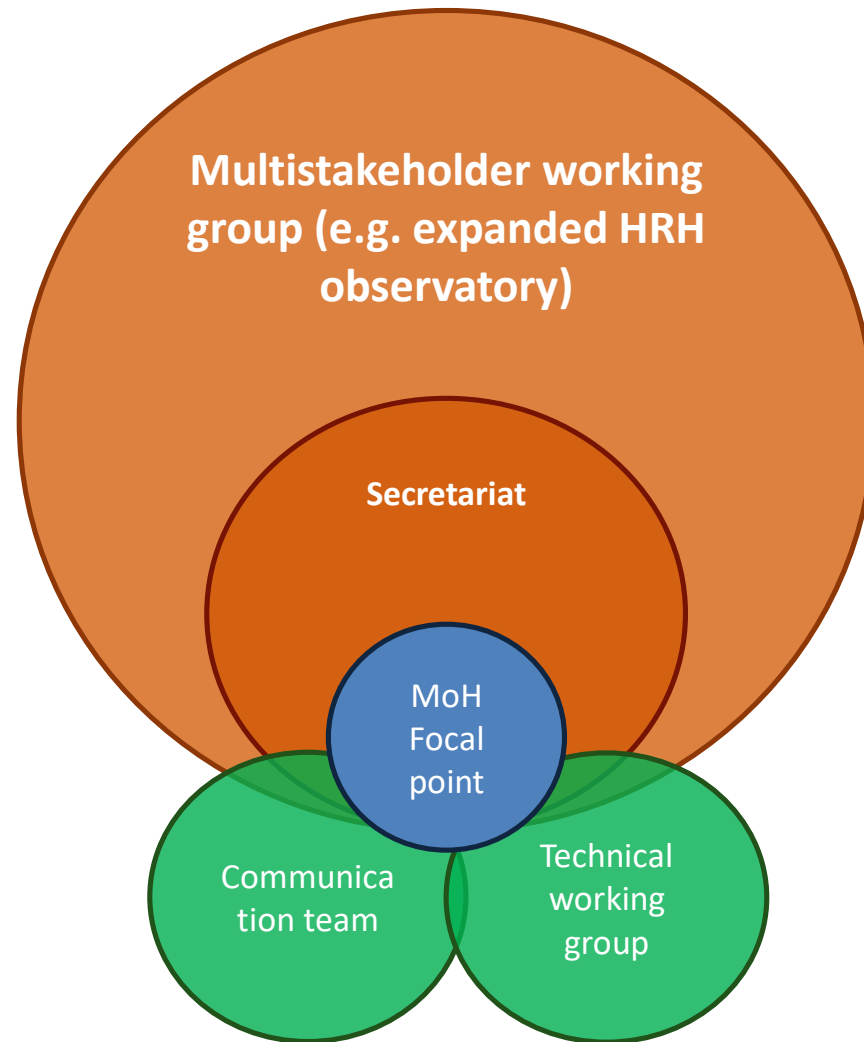 Multistakeholder working
group (e.g. expanded HRH
observatory)
Secretariat
MoH
Focal
point
Communica
tion team
Technical
working
group